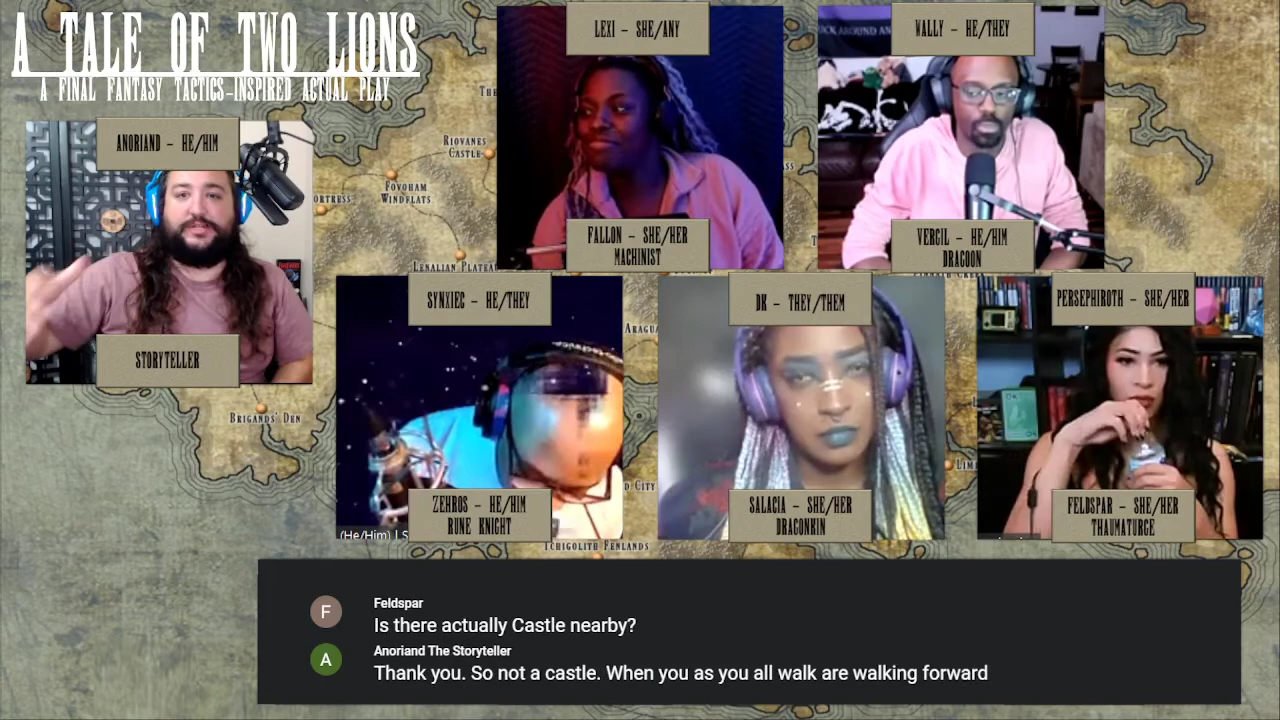 A TALE OF TWO LIONS
A FINAL FANTASY TACTICS-INSPIRED ACTUAL PLAY
LEXI - SHE/ANY
WALLY - HE/THEY
ANORIAND - HE/HIM
RIOVANES
CASTLE
FOVOHAM
WINDFLATS
FALLON - SHE/HER
MACHINIST
VERGIL - HE/HIM
DRAGOON
LENALIAN PLATEAU
SYNXIEC - HE/THEY
DK - THEY/THEM
PERSEPHIROTH - SHE/HER
STORYTELLER
BRIGANDS' DEN
D CITY
ZEHROS - HE/HIM
RUNE KNIGHT
SALACIA - SHE/HER
DRAGONKIN
FELDSPAR - SHE/HER
THAUMATURGE
(He/Him) | S
TCHIGOLITH FENLANDS
F
Feldspar
Is there actually Castle nearby?
A
Anoriand The Storyteller
Thank you. So not a castle. When you as you all walk are walking forward